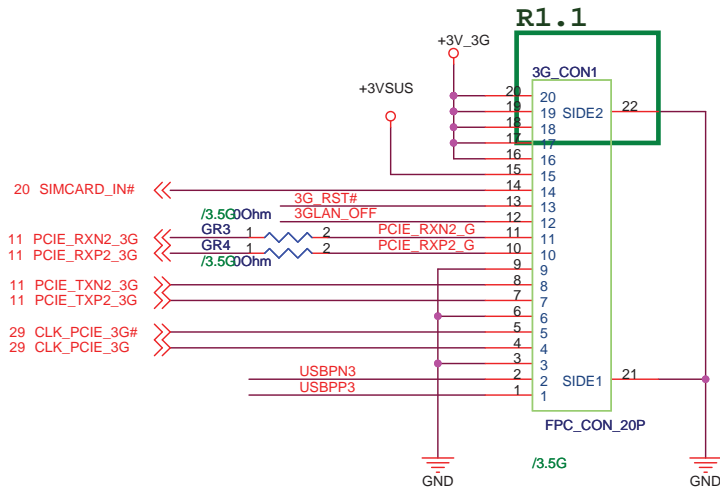 R1.1
+3V_3G
3G_CON1
+3VSUS
20 20
19 19 SIDE2 22
18 18
17 17
16 16
15 15
20 SIMCARD_IN# 14 14
3G_RST# 13 13
3GLAN_OFF 12 12
/3.5G 0Ohm
11 PCIE_RXN2_3G GR3 1 2 PCIE_RXN2_G 11 11
11 PCIE_RXP2_3G GR4 1 2 PCIE_RXP2_G 10 10
/3.5G 0Ohm
9 9
11 PCIE_TXN2_3G 8 8
11 PCIE_TXP2_3G 7 7
6 6
29 CLK_PCIE_3G# 5 5
29 CLK_PCIE_3G 4 4
3 3
USBPN3 2 2 SIDE1 21
USBPP3 1 1
FPC_CON_20P
/3.5G
GND
GND